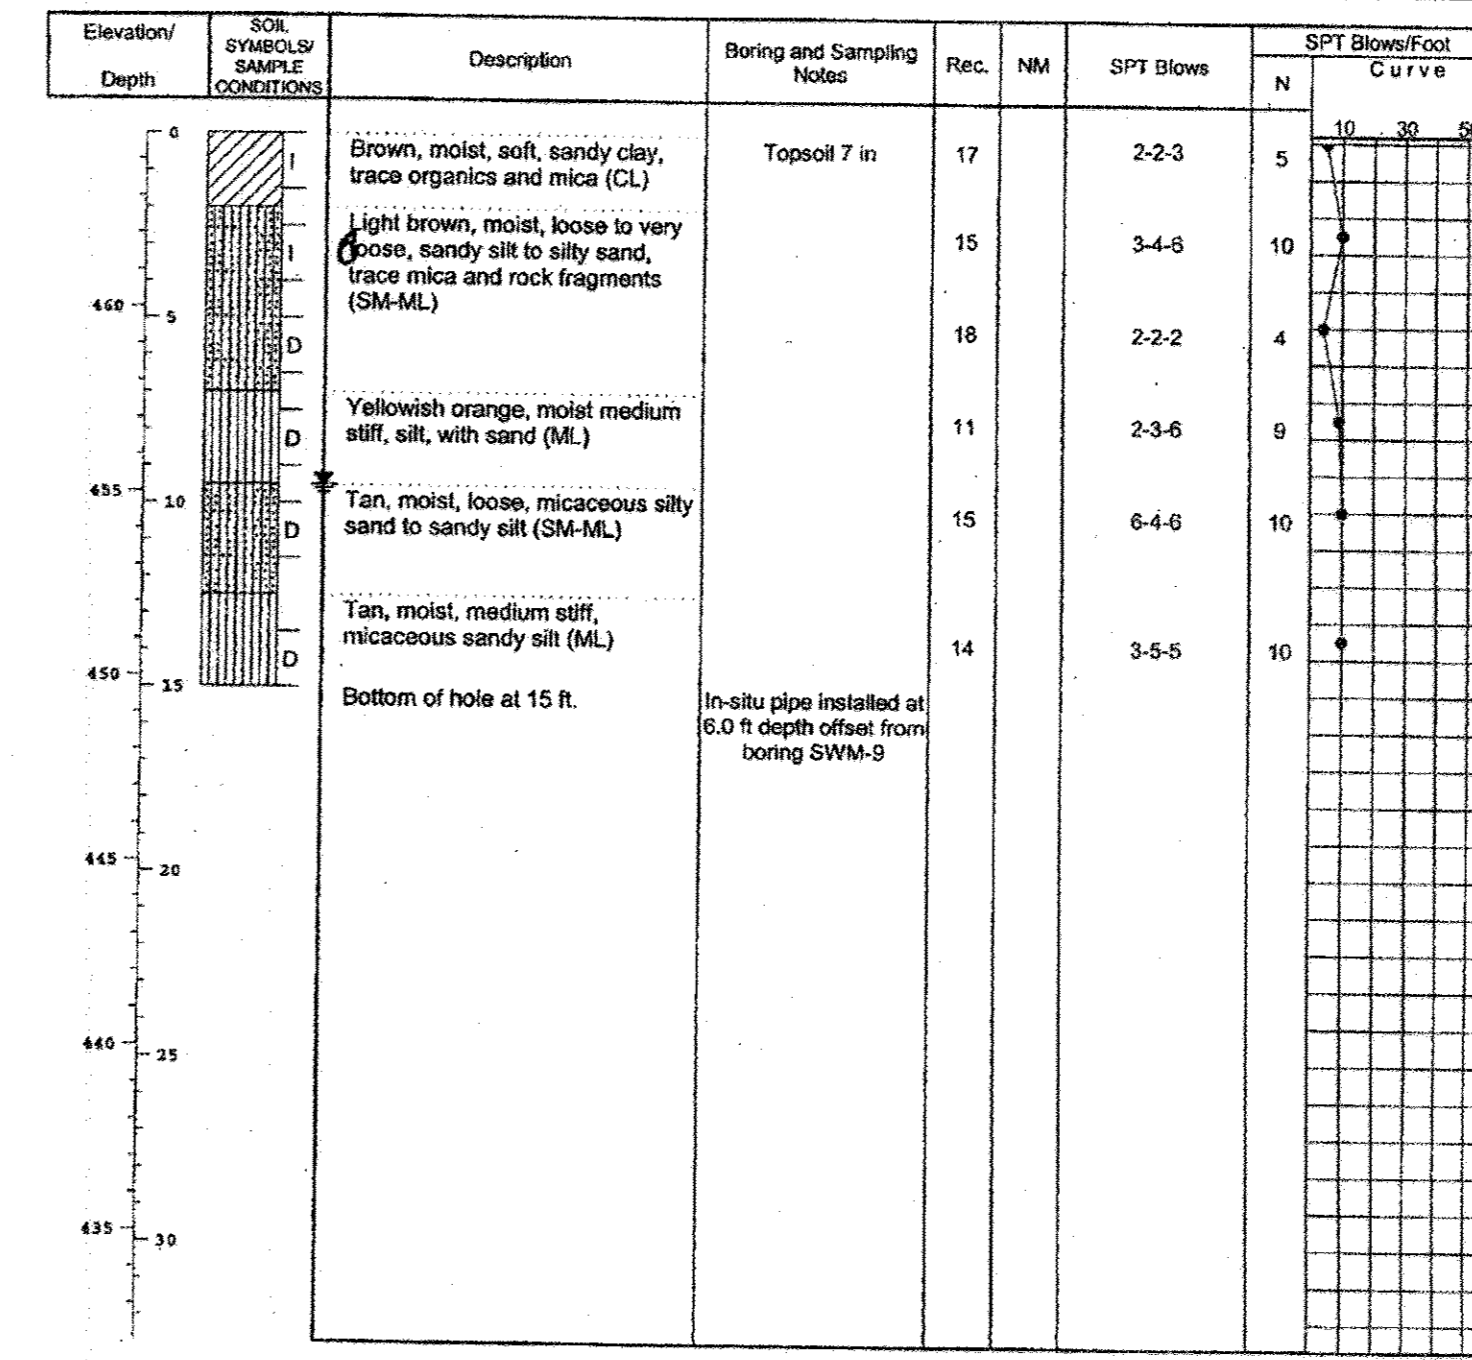 Elevation/
Depth
SOIL
SYMBOLS/
SAMPLE
CONDITIONS
Description
Boring and Sampling
Notes
Rec.
NM
SPT Blows
SPT Blows/Foot
N
Curve
10 30
0
I
Brown, moist, soft, sandy clay,
trace organics and mica (CL)
Topsoil 7 in
17
2-2-3
5
I
Light brown, moist, loose to very
loose, sandy silt to silty sand,
trace mica and rock fragments
(SM-ML)
15
3-4-6
10
460
5
D
18
2-2-2
4
D
Yellowish orange, moist medium
stiff, silt, with sand (ML)
11
2-3-6
9
455
10
D
Tan, moist, loose, micaceous silty
sand to sandy silt (SM-ML)
15
6-4-6
10
D
Tan, moist, medium stiff,
micaceous sandy silt (ML)
14
3-5-5
10
450
15
Bottom of hole at 15 ft.
In-situ pipe installed at
6.0 ft depth offset from
boring SWM-9
445
20
440
25
435
30